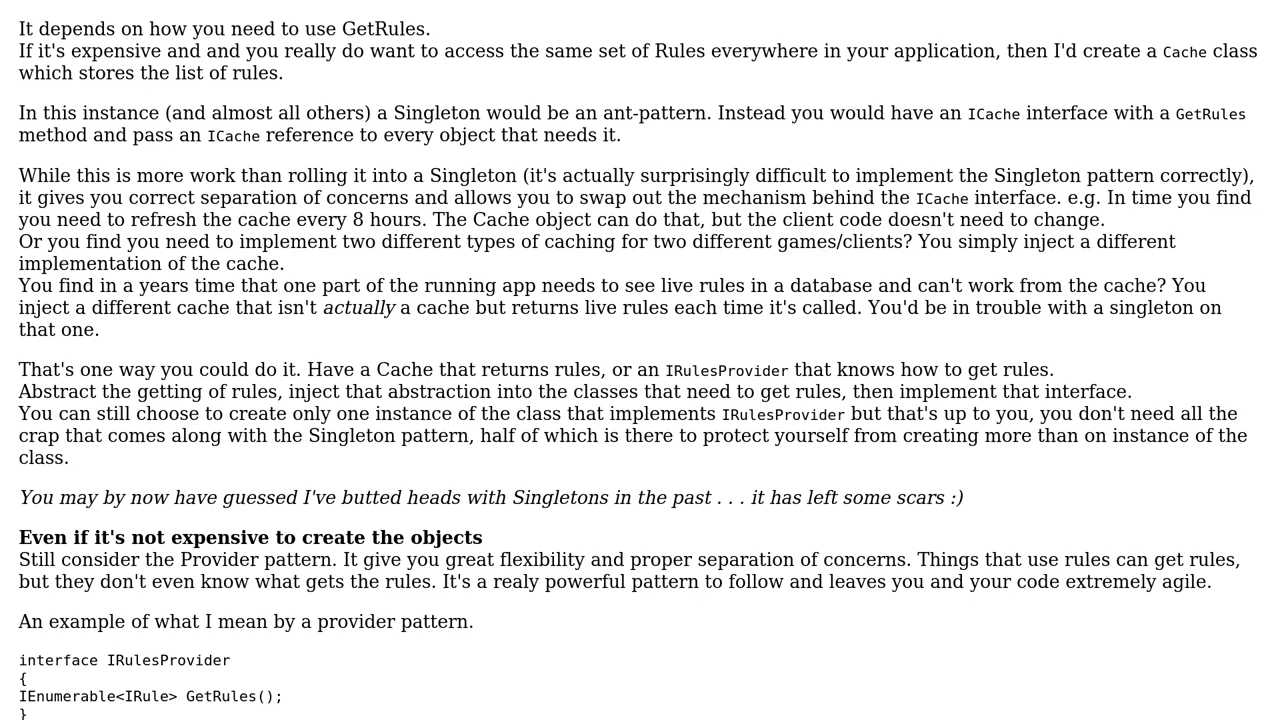 It depends on how you need to use GetRules.
If it's expensive and and you really do want to access the same set of Rules everywhere in your application, then I'd create a Cache class
which stores the list of rules.
In this instance (and almost all others) a Singleton would be an ant-pattern. Instead you would have an ICache interface with a GetRules
method and pass an ICache reference to every object that needs it.
While this is more work than rolling it into a Singleton (it's actually surprisingly difficult to implement the Singleton pattern correctly),
it gives you correct separation of concerns and allows you to swap out the mechanism behind the ICache interface. e.g. In time you find
you need to refresh the cache every 8 hours. The Cache object can do that, but the client code doesn't need to change.
Or you find you need to implement two different types of caching for two different games/clients? You simply inject a different
implementation of the cache.
You find in a years time that one part of the running app needs to see live rules in a database and can't work from the cache? You
inject a different cache that isn't actually a cache but returns live rules each time it's called. You'd be in trouble with a singleton on
that one.
That's one way you could do it. Have a Cache that returns rules, or an IRulesProvider that knows how to get rules.
Abstract the getting of rules, inject that abstraction into the classes that need to get rules, then implement that interface.
You can still choose to create only one instance of the class that implements IRulesProvider but that's up to you, you don't need all the
crap that comes along with the Singleton pattern, half of which is there to protect yourself from creating more than on instance of the
class.
You may by now have guessed I've butted heads with Singletons in the past . . . it has left some scars :)
Even if it's not expensive to create the objects
Still consider the Provider pattern. It give you great flexibility and proper separation of concerns. Things that use rules can get rules,
but they don't even know what gets the rules. It's a realy powerful pattern to follow and leaves you and your code extremely agile.
An example of what I mean by a provider pattern.
interface IRulesProvider
{
IEnumerable<IRule> GetRules();
}